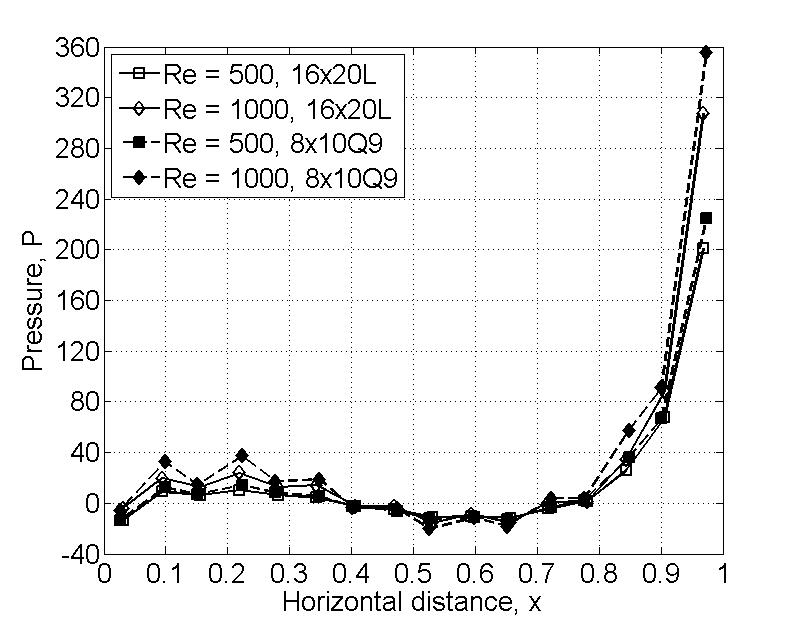 360
320
280
240
200
160
120
80
40
0
-40
Pressure, P
Re = 500, 16x20L
Re = 1000, 16x20L
Re = 500, 8x10Q9
Re = 1000, 8x10Q9
0 0.1 0.2 0.3 0.4 0.5 0.6 0.7 0.8 0.9 1
Horizontal distance, x